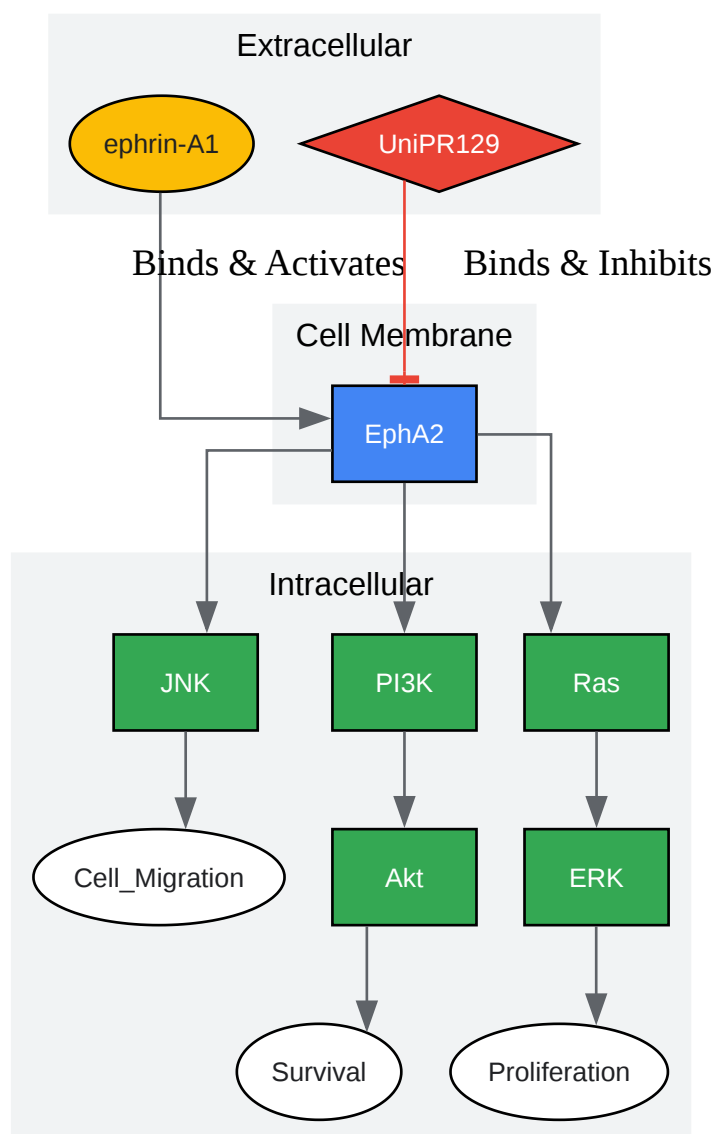 Extracellular
ephrin-A1
UniPR129
Binds & Activates
Binds & Inhibits
Cell Membrane
EphA2
Intracellular
JNK
PI3K
Ras
Cell_Migration
Akt
ERK
Survival
Proliferation